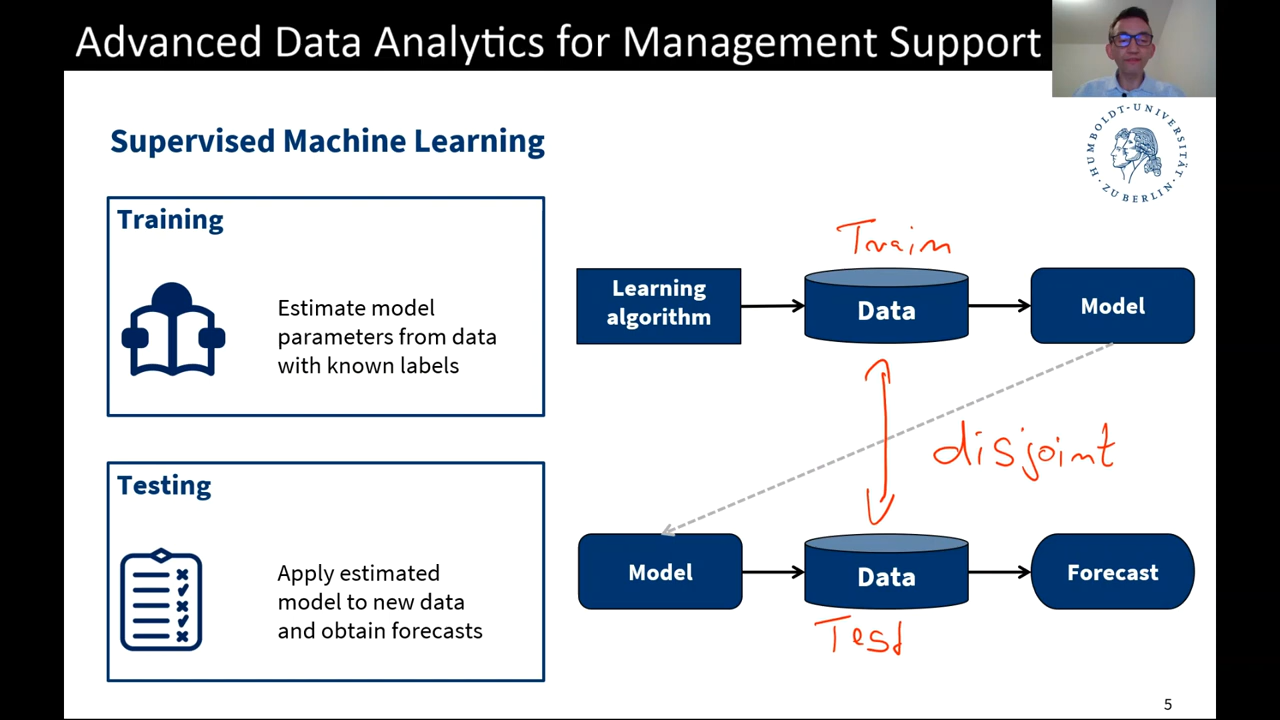 Advanced Data Analytics for Management Support
HUMBOLDT-UNIVERSITÄT
ZU BERLIN
Supervised Machine Learning
Training
Estimate model
parameters from data
with known labels
Train
Learning
algorithm
Data
Model
disjoint
Testing
Apply estimated
model to new data
and obtain forecasts
Model
Data
Forecast
Test
5